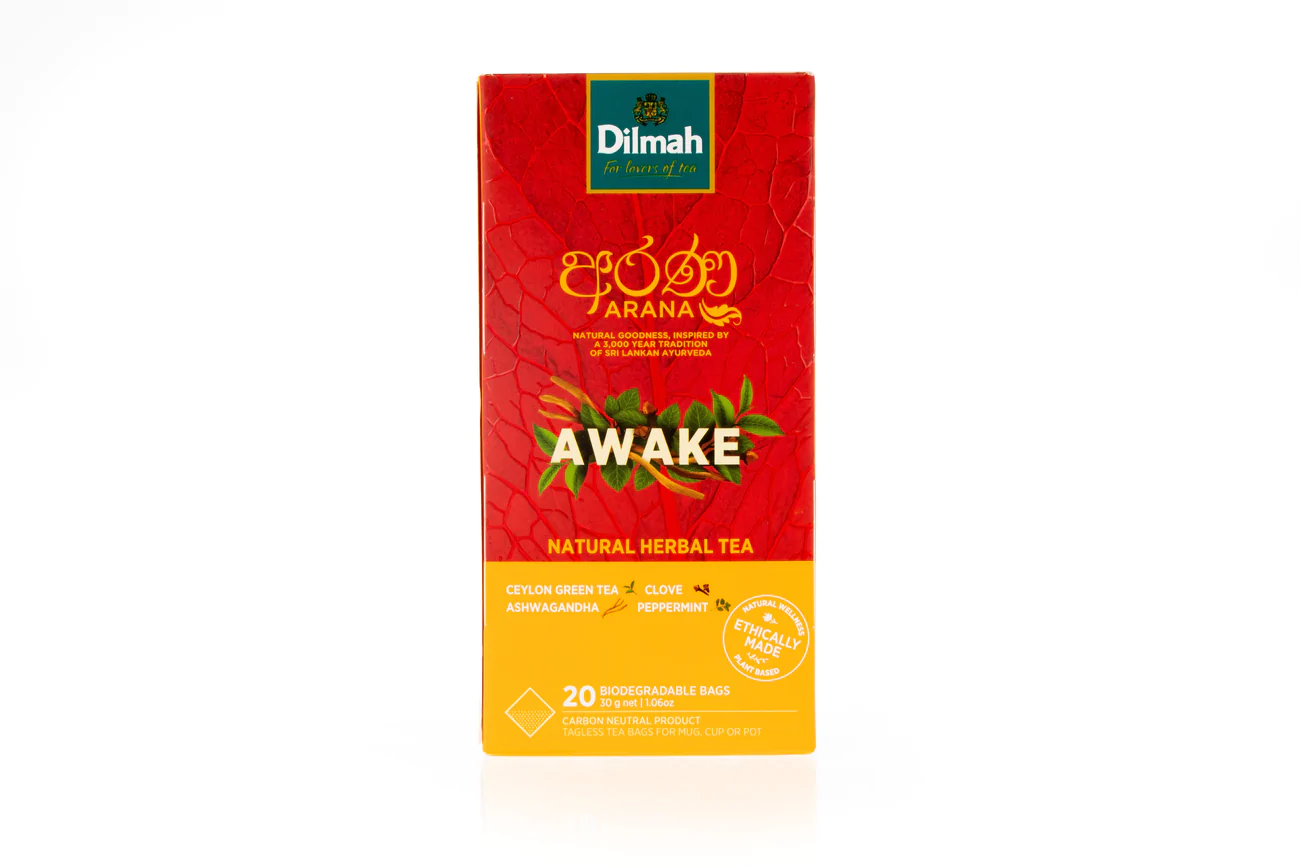 Dilmah
For lovers of tea
අරණ
ARANA
NATURAL GOODNESS, INSPIRED BY
A 3,000 YEAR TRADITION
OF SRI LANKAN AYURVEDA
AWAKE
NATURAL HERBAL TEA
CEYLON GREEN TEA CLOVE
ASHWAGANDHA PEPPERMINT
NATURAL WELLNESS
ETHICALLY
MADE
PLANT BASED
20 BIODEGRADABLE BAGS
30 g net | 1.06oz
CARBON NEUTRAL PRODUCT
TAGLESS TEA BAGS FOR MUG, CUP OR POT